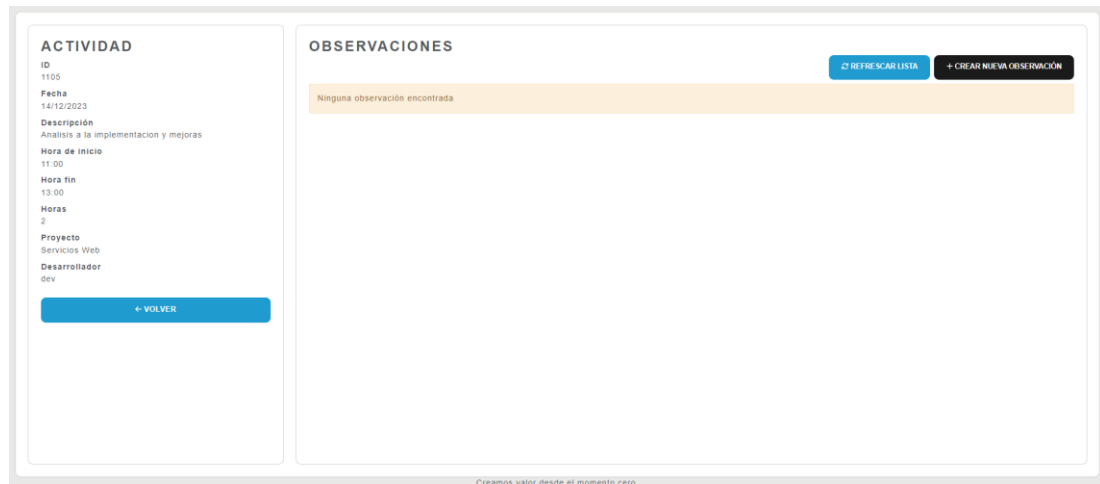 ACTIVIDAD
ID
1105
Fecha
14/12/2023
Descripción
Analisis a la implementacion y mejoras
Hora de inicio
11:00
Hora fin
13:00
Horas
2
Proyecto
Servicios Web
Desarrollador
dev
← VOLVER
OBSERVACIONES
REFRESCAR LISTA
+ CREAR NUEVA OBSERVACIÓN
Ninguna observación encontrada
Creamos valor desde el momento cero